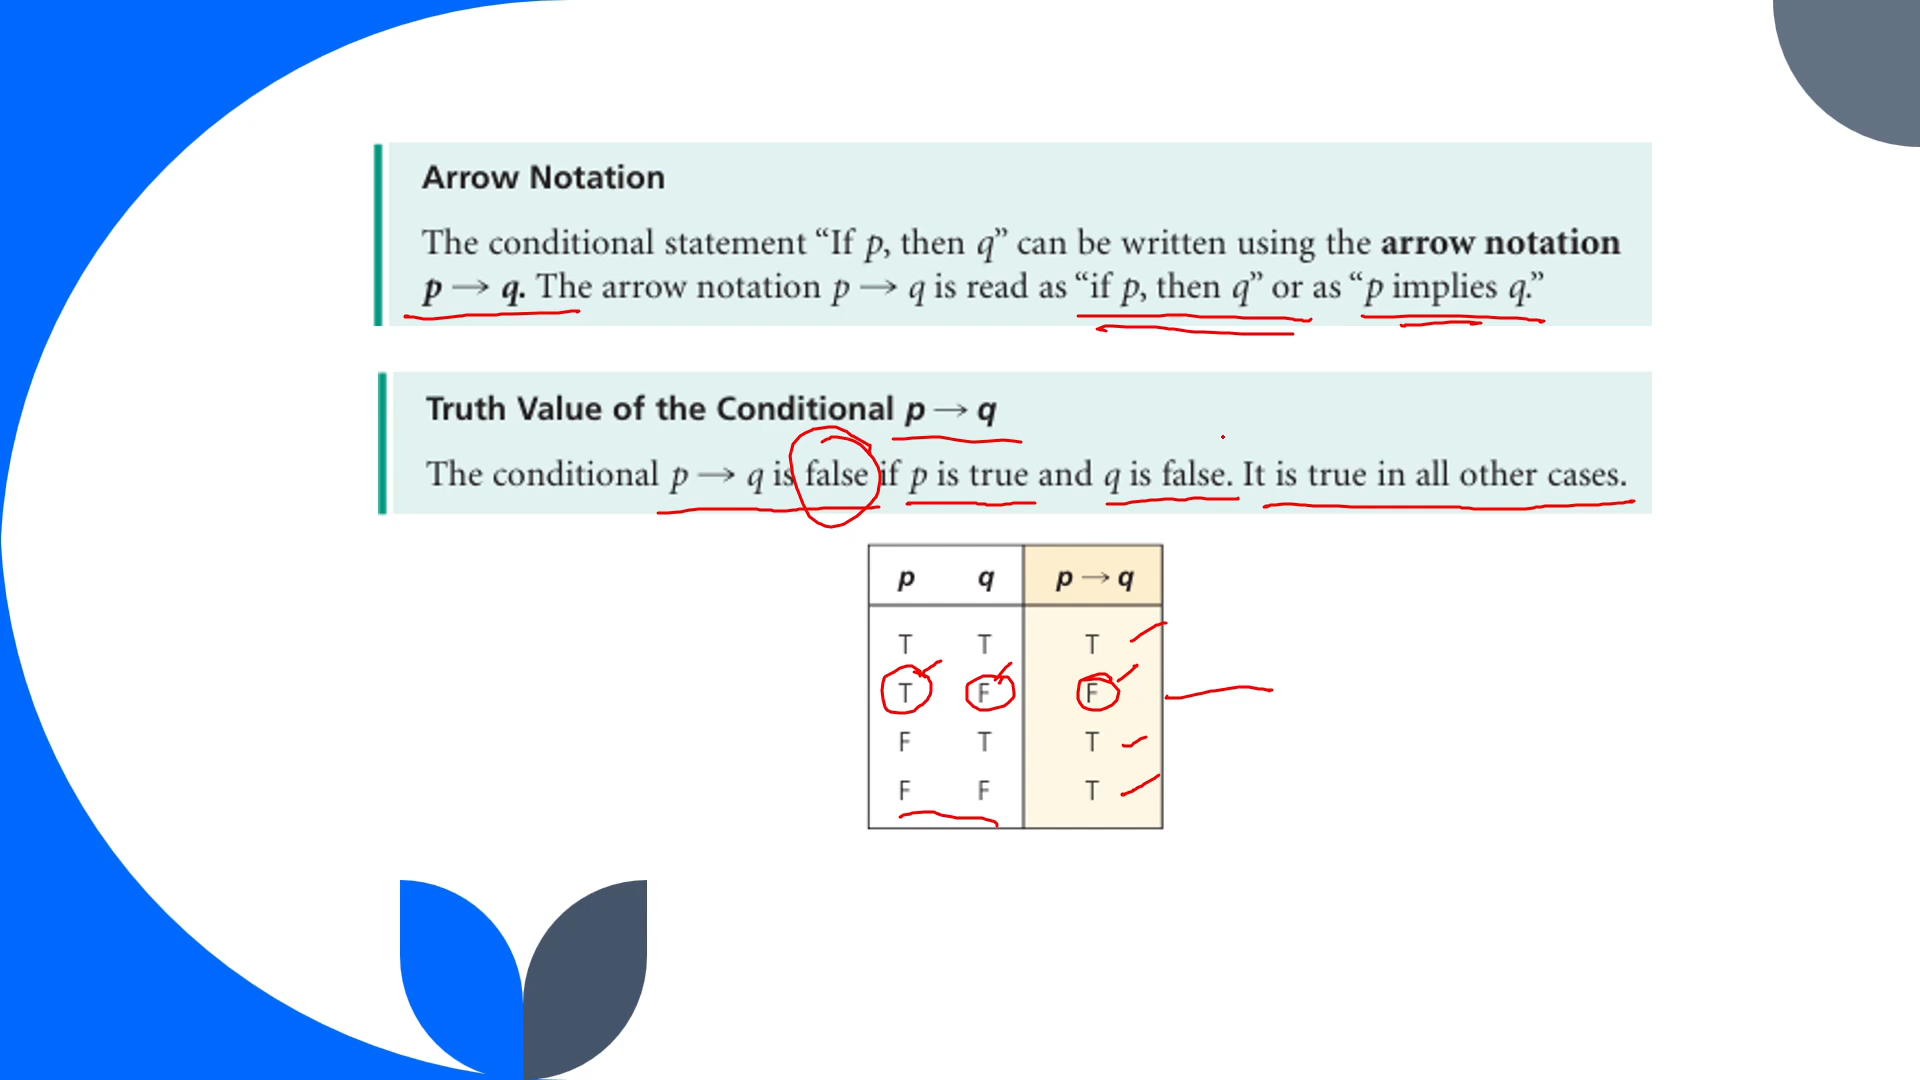 Arrow Notation
The conditional statement “If p, then q” can be written using the arrow notation
p → q. The arrow notation p → q is read as “if p, then q” or as “p implies q.”
Truth Value of the Conditional p → q
The conditional p → q is false if p is true and q is false. It is true in all other cases.
p q p → q
T T T
T F F
F T T
F F T